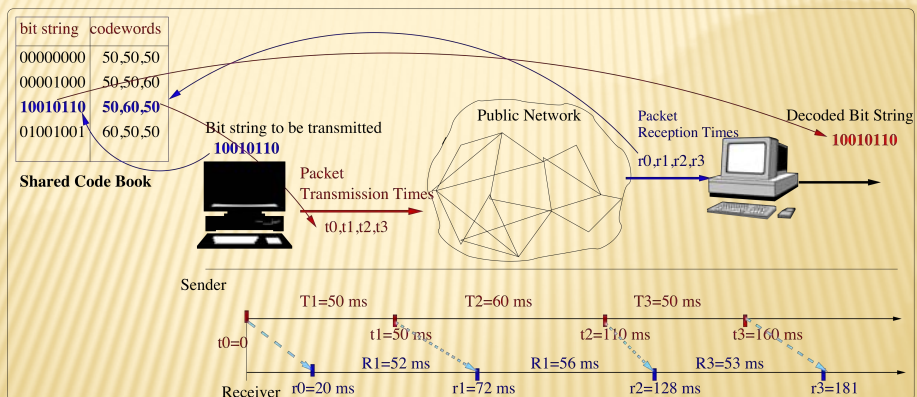 bit string codewords
00000000 50,50,50
00001000 50,50,60
10010110 50,60,50
01001001 60,50,50
Shared Code Book
Bit string to be transmitted
10010110
Packet
Transmission Times
t0,t1,t2,t3
Public Network
Packet
Reception Times
r0,r1,r2,r3
Decoded Bit String
10010110
Sender
T1=50 ms T2=60 ms T3=50 ms
t0=0 t1=50 ms t2=110 ms t3=160 ms
R1=52 ms R1=56 ms R3=53 ms
Receiver r0=20 ms r1=72 ms r2=128 ms r3=181